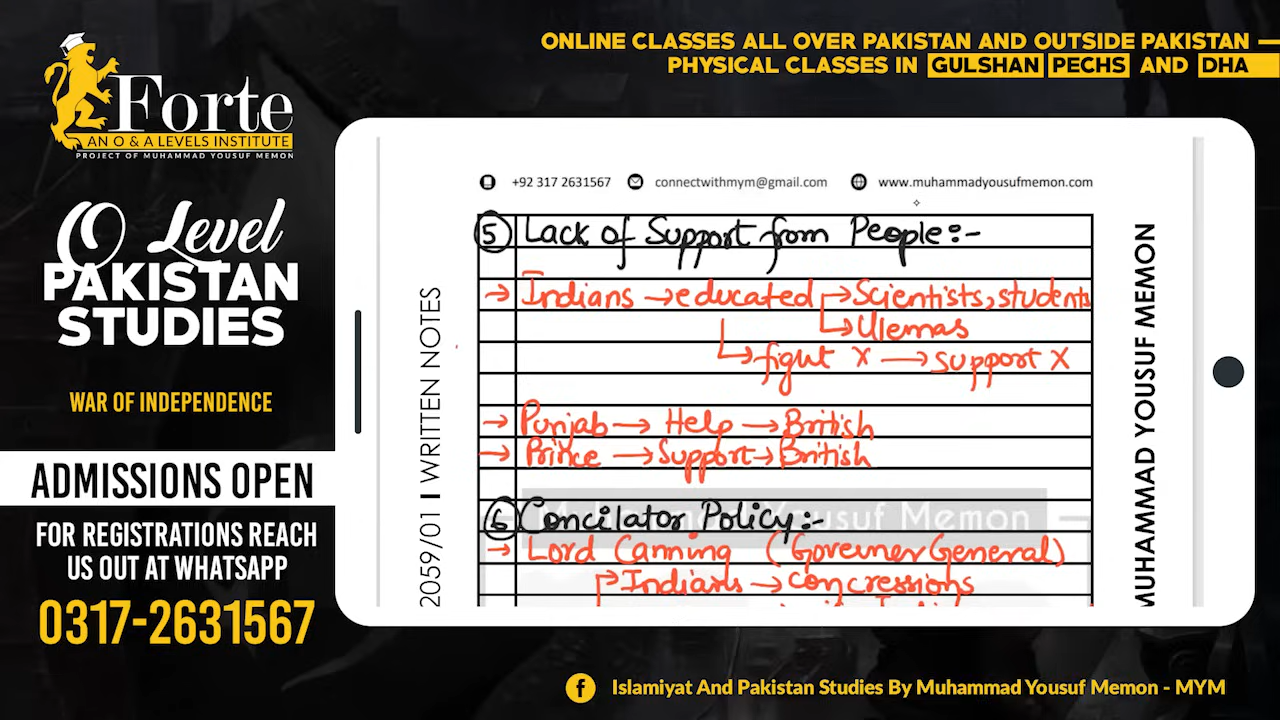 Forte
AN O & A LEVELS INSTITUTE
PROJECT OF MUHAMMAD YOUSUF MEMON
ONLINE CLASSES ALL OVER PAKISTAN AND OUTSIDE PAKISTAN
PHYSICAL CLASSES IN GULSHAN PECHS AND DHA
O Level
PAKISTAN
STUDIES
WAR OF INDEPENDENCE
ADMISSIONS OPEN
FOR REGISTRATIONS REACH
US OUT AT WHATSAPP
0317-2631567
2059/01 I WRITTEN NOTES
+92 317 2631567 connectwithmym@gmail.com www.muhammadyousufmemon.com
5 Lack of Support from People:-
→ Indians → educated → Scientists, students
→ Ulemas
→ fight X → support X
→ Punjab → Help → British
→ Prince → Support → British
Muhammad Yousuf Memon
6 Concilator Policy:-
→ Lord Canning (Governer General)
→ Indians → concressions
MUHAMMAD YOUSUF MEMON
Islamiyat And Pakistan Studies By Muhammad Yousuf Memon - MYM